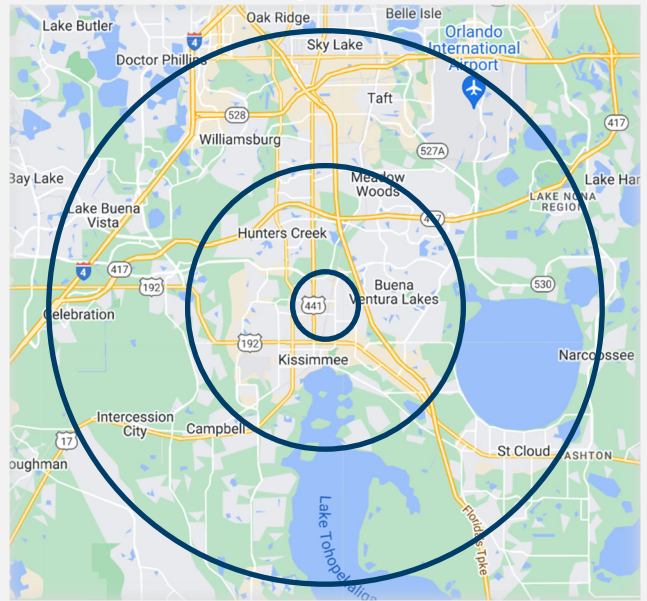 Oak Ridge
Belle Isle
Lake Butler
Orlando
International
Airport
4
Sky Lake
Doctor Phillips
Taft
528
417
Williamsburg
527A
Bay Lake
Meadow
Woods
Lake Har
LAKE NONA
REGION
Lake Buena
Vista
417
Hunters Creek
4
417
192
530
Buena
Ventura Lakes
441
Celebration
192
Kissimmee
Narcoossee
Intercession
City
Campbell
17
St Cloud
ASHTON
oughman
Lake Tohopekaliga
Florida's Tpke